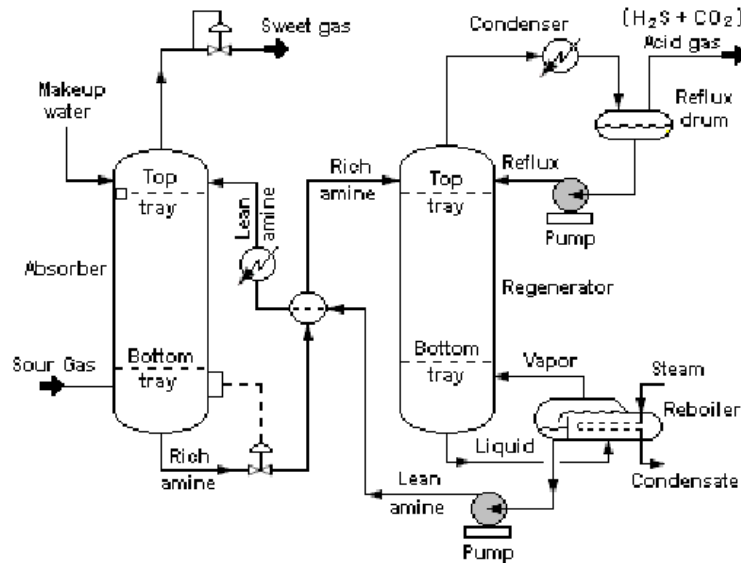 Sweet gas
Condenser
(H₂S + CO₂)
Acid gas
Makeup
water
Reflux
drum
Top
tray
Lean
amine
Rich
amine
Top
tray
Reflux
Pump
Absorber
Regenerator
Sour Gas
Bottom
tray
Bottom
tray
Vapor
Steam
Reboiler
Rich
amine
Liquid
Condensate
Lean
amine
Pump